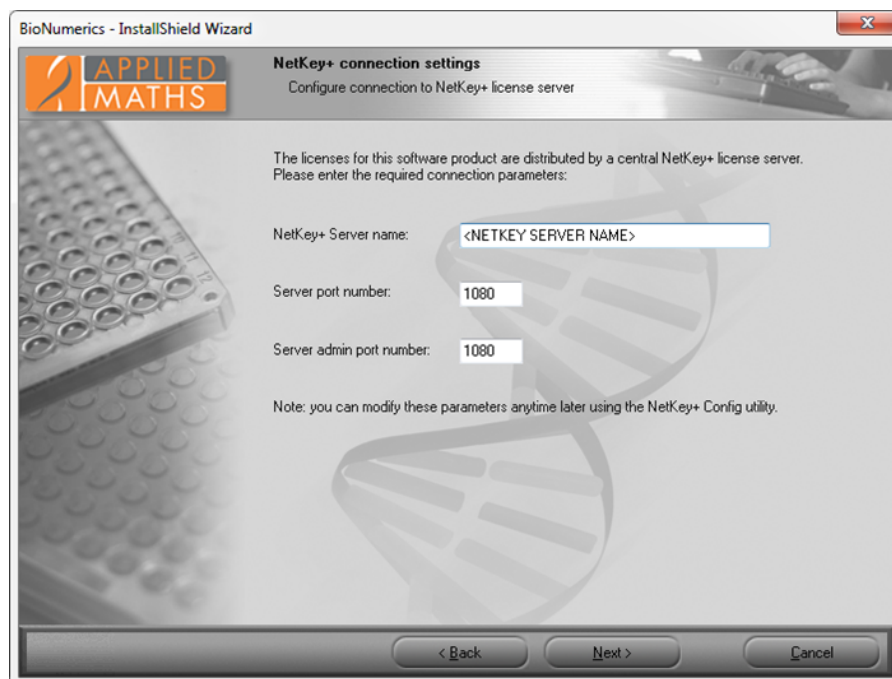 BioNumerics - InstallShield Wizard
APPLIED
MATHS
NetKey+ connection settings
Configure connection to NetKey+ license server
The licenses for this software product are distributed by a central NetKey+ license server.
Please enter the required connection parameters:
NetKey+ Server name: <NETKEY SERVER NAME>
Server port number: 1080
Server admin port number: 1080
Note: you can modify these parameters anytime later using the NetKey+ Config utility.
10
11
12
< Back Next > Cancel